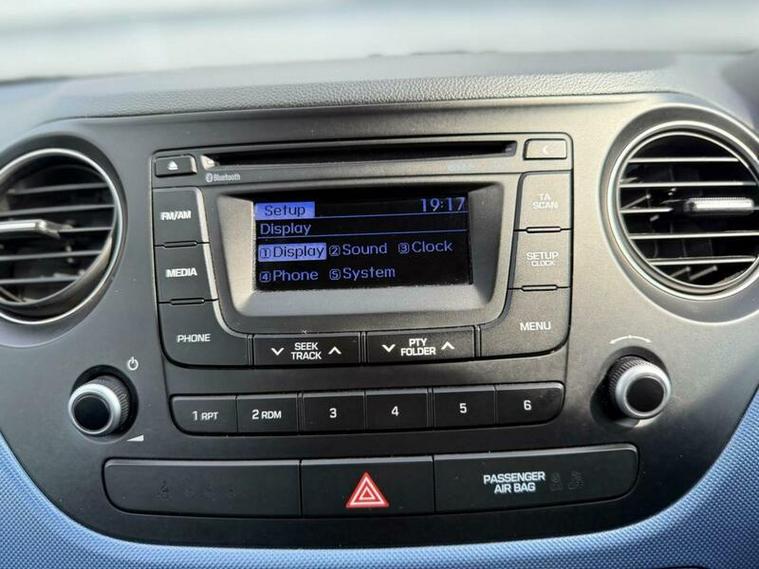 Bluetooth
FM/AM
MEDIA
PHONE
Setup 19:17
Display
①Display ②Sound ③Clock
④Phone ⑤System
TA
SCAN
SETUP
CLOCK
MENU
SEEK
TRACK
PTY
FOLDER
1 RPT 2 RDM 3 4 5 6
PASSENGER
AIR BAG